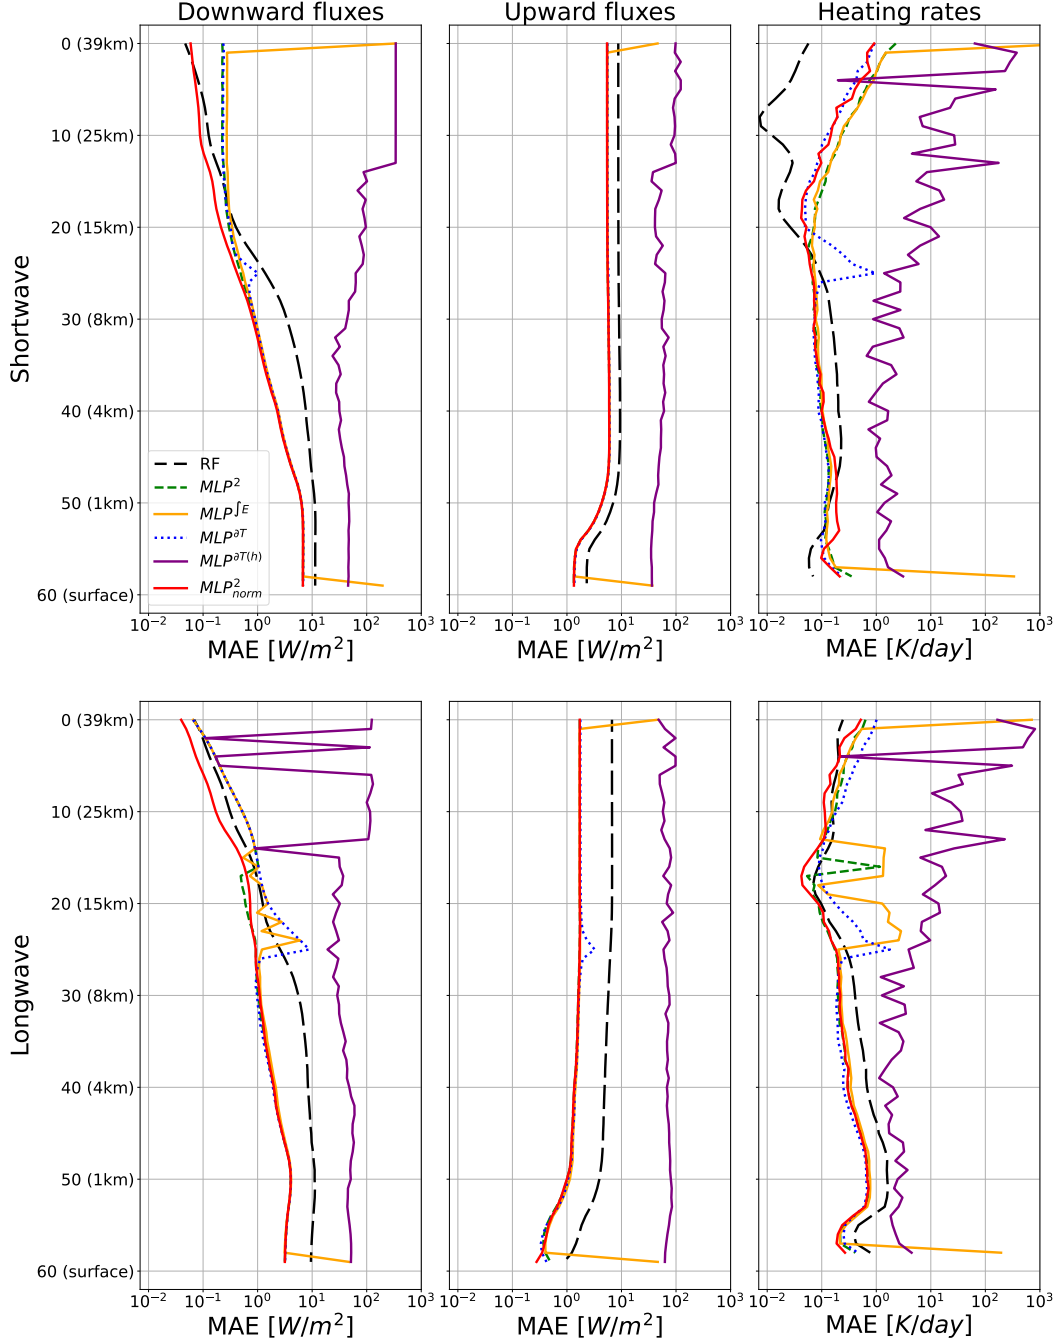 Downward fluxes Upward fluxes Heating rates
Shortwave
0 (39km)
10 (25km)
20 (15km)
30 (8km)
40 (4km)
50 (1km)
60 (surface)
RF
MLP²
MLP^{∫E}
MLP^{∂T}
MLP^{∂T(h)}
MLP²_{norm}
10⁻² 10⁻¹ 10⁰ 10¹ 10² 10³ 10⁻² 10⁻¹ 10⁰ 10¹ 10² 10³ 10⁻² 10⁻¹ 10⁰ 10¹ 10² 10³
MAE [W/m²] MAE [W/m²] MAE [K/day]
Longwave
0 (39km)
10 (25km)
20 (15km)
30 (8km)
40 (4km)
50 (1km)
60 (surface)
10⁻² 10⁻¹ 10⁰ 10¹ 10² 10³ 10⁻² 10⁻¹ 10⁰ 10¹ 10² 10³ 10⁻² 10⁻¹ 10⁰ 10¹ 10² 10³
MAE [W/m²] MAE [W/m²] MAE [K/day]